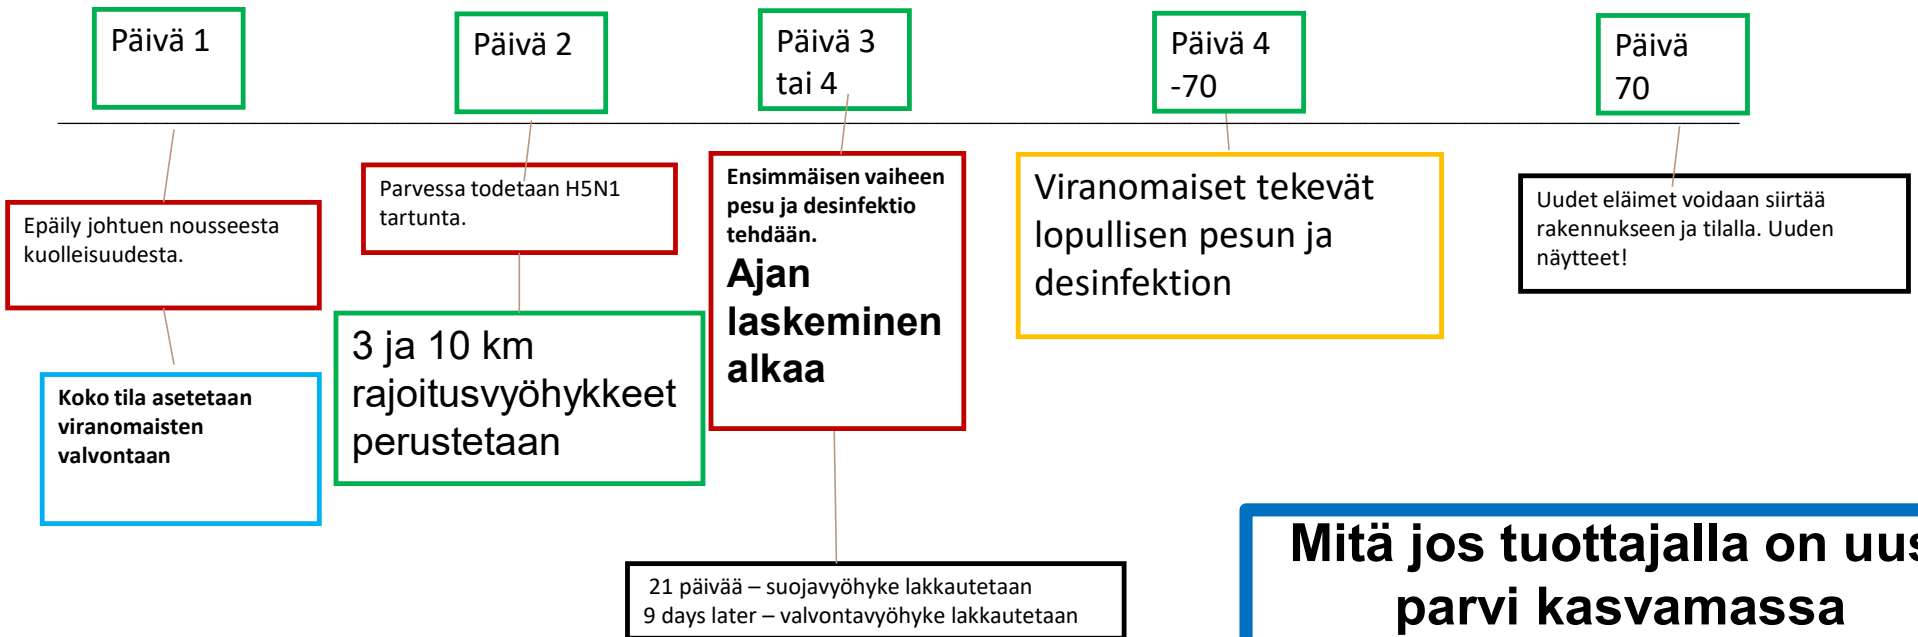 Päivä 1
Päivä 2
Päivä 3
tai 4
Päivä 4
-70
Päivä
70
Epäily johtuen nousseesta
kuolleisuudesta.
Koko tila asetetaan
viranomaisten
valvontaan
Parvessa todetaan H5N1
tartunta.
3 ja 10 km
rajoitusvyöhykkeet
perustetaan
Ensimmäisen vaiheen
pesu ja desinfektio
tehdään.
Ajan
laskeminen
alkaa
21 päivää – suojavyöhyke lakkautetaan
9 days later – valvontavyöhyke lakkautetaan
Viranomaiset tekevät
lopullisen pesun ja
desinfektion
Uudet eläimet voidaan siirtää
rakennukseen ja tilalla. Uuden
näytteet!
Mitä jos tuottajalla on uus
parvi kasvamassa